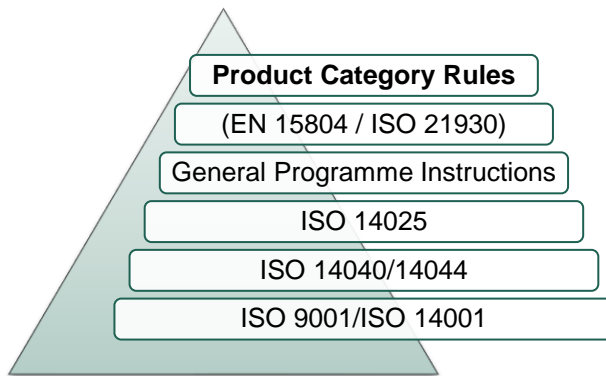 Product Category Rules
(EN 15804 / ISO 21930)
General Programme Instructions
ISO 14025
ISO 14040/14044
ISO 9001/ISO 14001